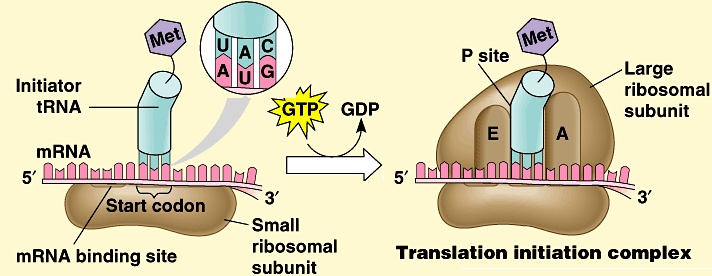 Met
U A C
A U G
Initiator
tRNA
mRNA
5′
3′
Start codon
mRNA binding site
Small
ribosomal
subunit
GTP
GDP
Met
P site
Large
ribosomal
subunit
E
A
5′
3′
Translation initiation complex